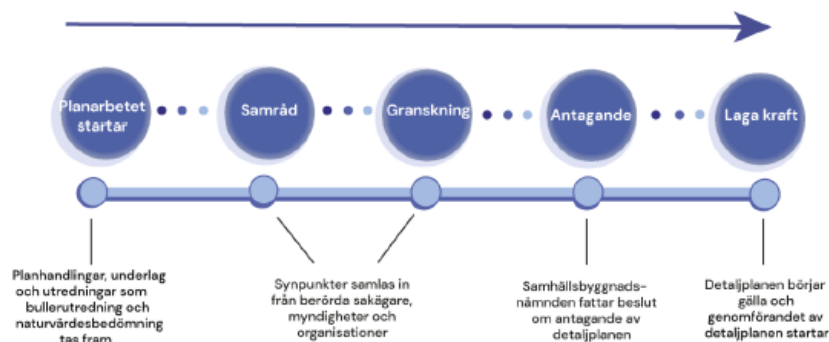 Planarbetet
startar
Samråd
Granskning
Antagande
Laga kraft
Planhandlingar, underlag
och utredningar som
bullerutredning och
naturvärdesbedömning
tas fram
Synpunkter samlas in
från berörda sakägare,
myndigheter och
organisationer
Samhällsbyggnads-
nämnden fattar beslut
om antagande av
detaljplanen
Detaljplanen börjar
gälla och
genomförandet av
detaljplanen startar